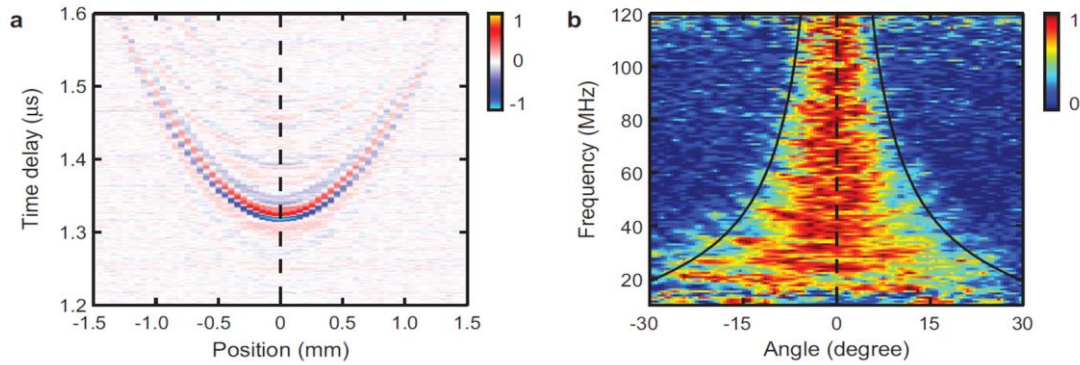 a
1.6
1.5
1.4
1.3
1.2
Time delay (µs)
-1.5 -1.0 -0.5 0 0.5 1.0 1.5
Position (mm)
1
0
-1
b
120
100
80
60
40
20
Frequency (MHz)
-30 -15 0 15 30
Angle (degree)
1
0